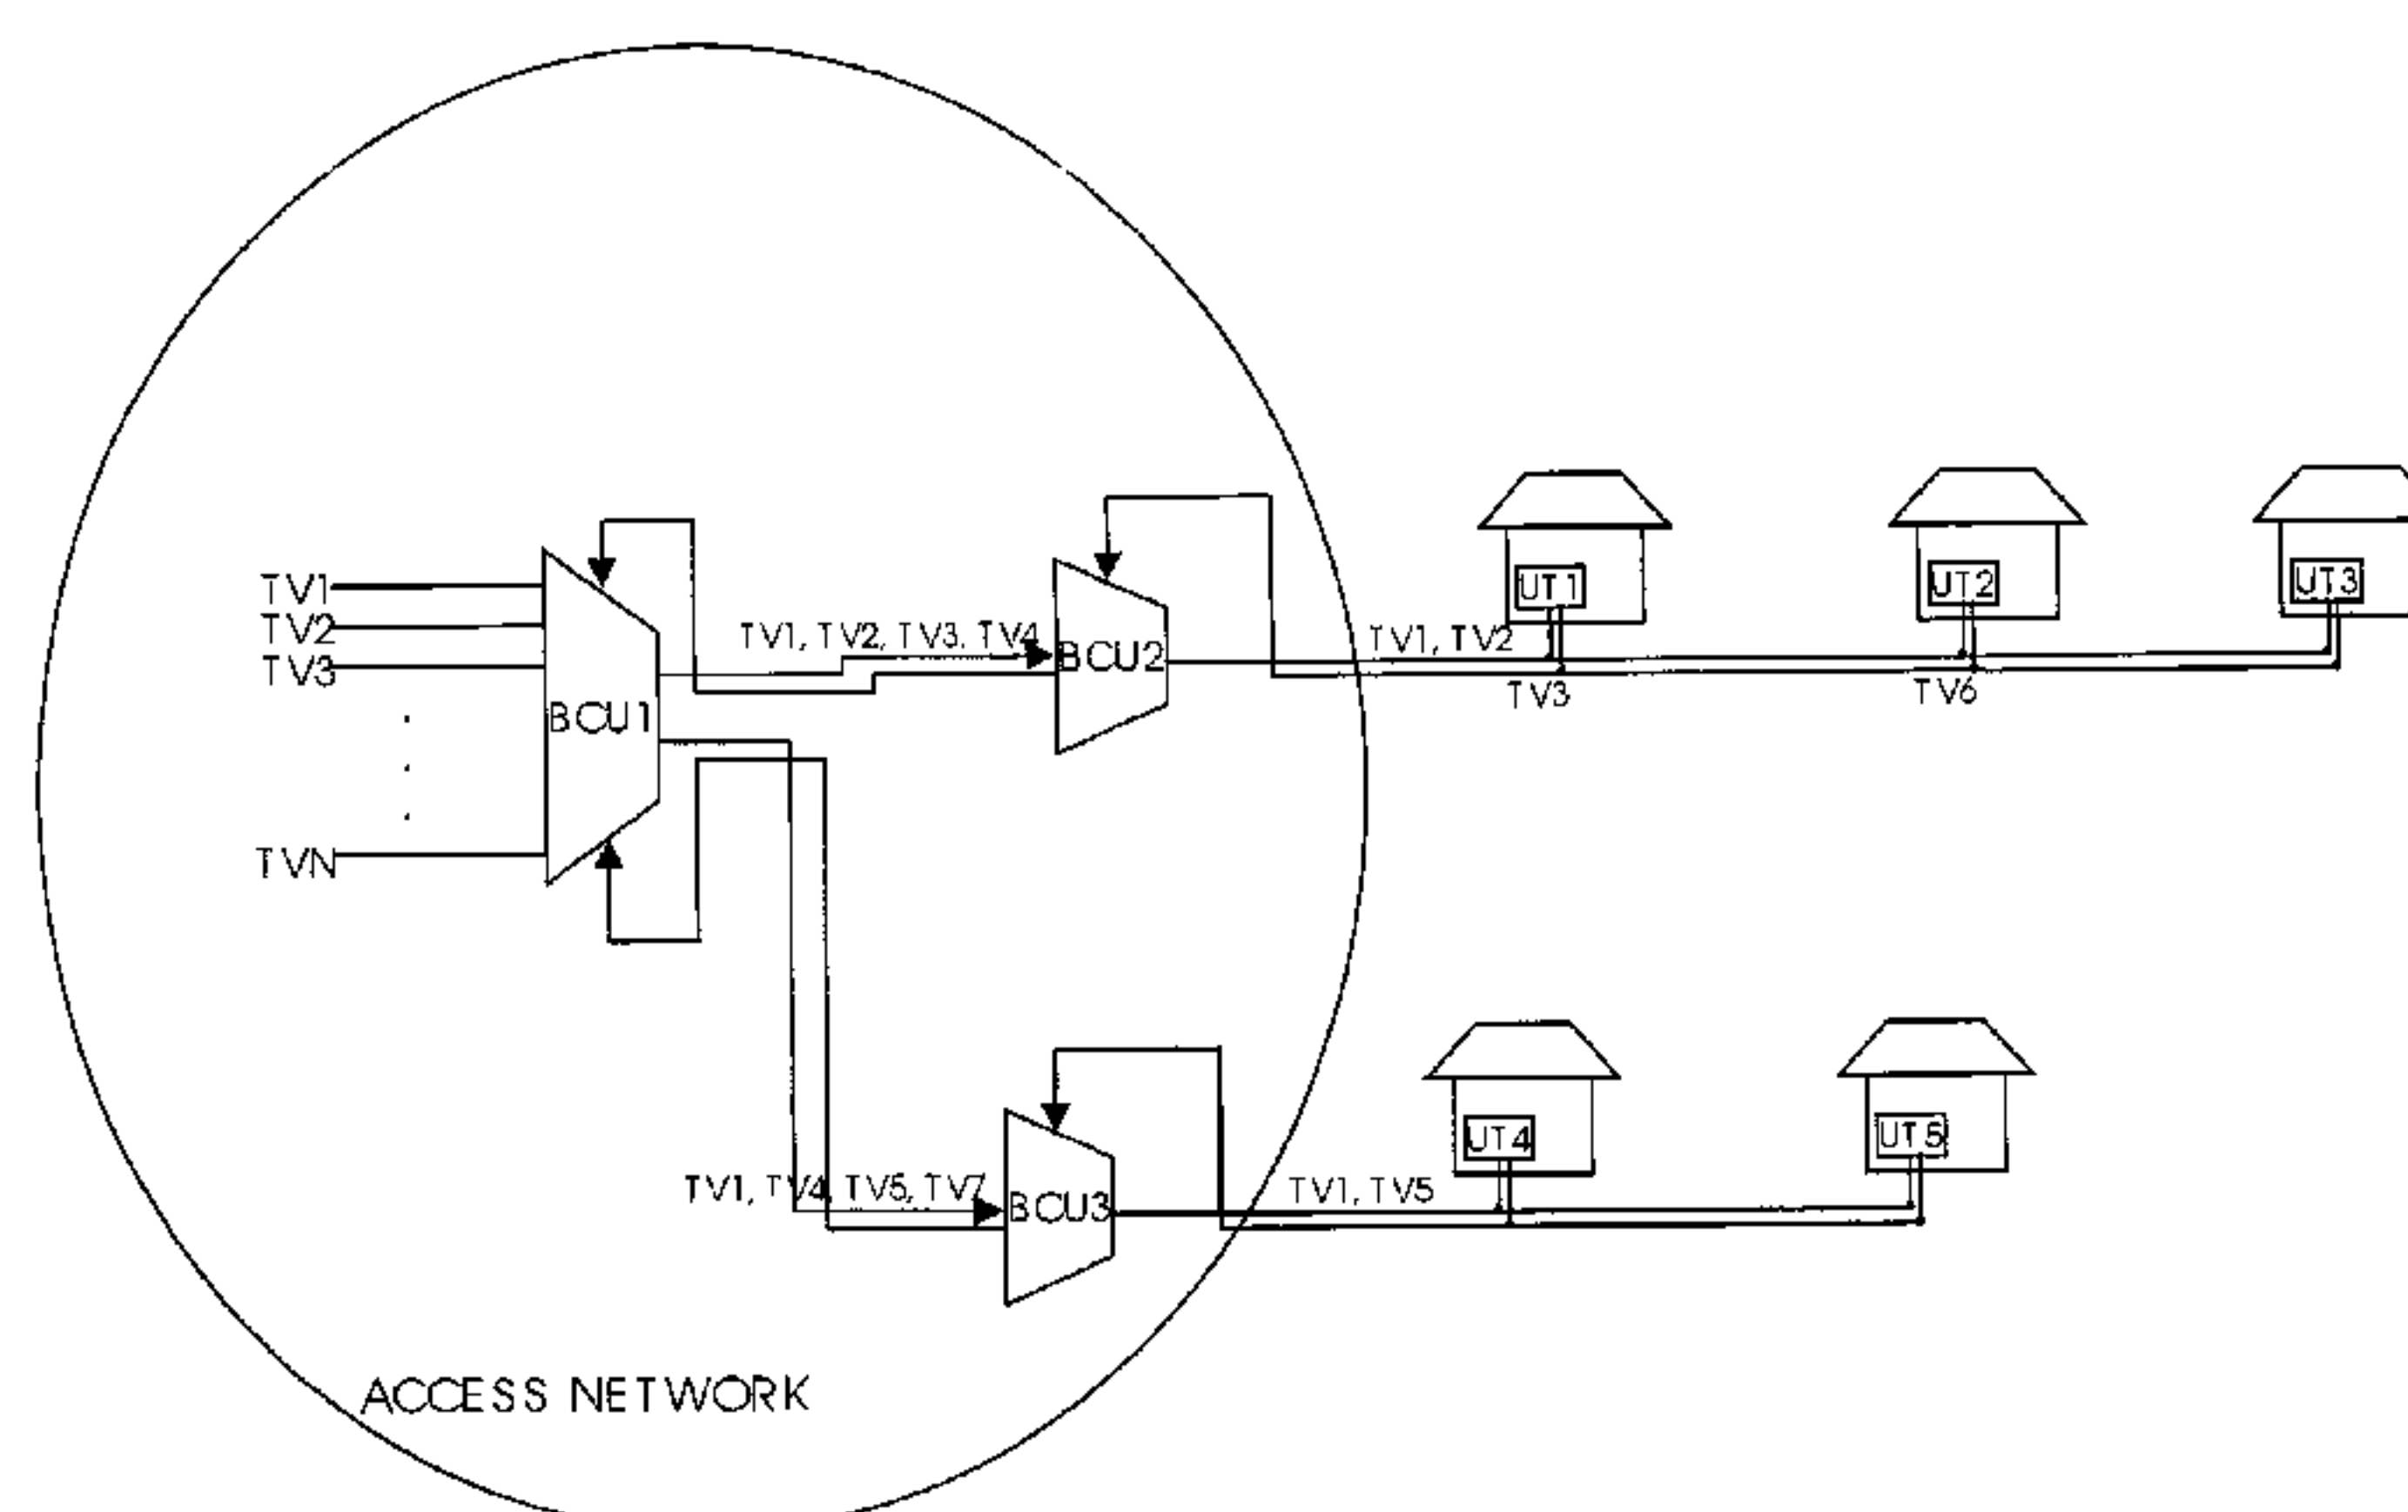 TV1
TV2
TV3
TVN
BCU1
TV1, TV2, TV3, TV4
BCU2
TV1, TV2
TV3
TV6
UT1
UT2
UT3
TV1, TV4, TV5, TV7
BCU3
TV1, TV5
UT4
UT5
ACCESS NETWORK